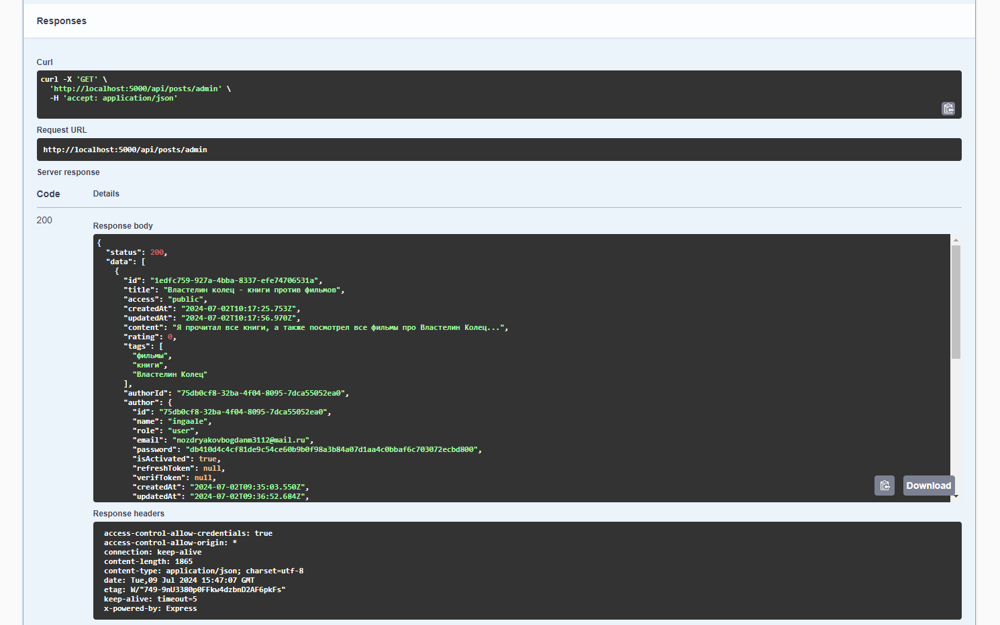 Responses
Curl
curl -X 'GET' \
  'http://localhost:5000/api/posts/admin' \
  -H 'accept: application/json'
Request URL
http://localhost:5000/api/posts/admin
Server response
Code Details
200
Response body
{
  "status": 200,
  "data": [
    {
      "id": "1edfc759-927a-4bba-8337-efe74706531a",
      "title": "Властелин колец - книги против фильмов",
      "access": "public",
      "createdAt": "2024-07-02T10:17:25.753Z",
      "updatedAt": "2024-07-02T10:17:56.970Z",
      "content": "Я прочитал все книги, а также посмотрел все фильмы про Властелин Колец...",
      "rating": 0,
      "tags": [
        "фильмы",
        "книги",
        "Властелин Колец"
      ],
      "authorId": "75db0cf8-32ba-4f04-8095-7dca55052ea0",
      "author": {
        "id": "75db0cf8-32ba-4f04-8095-7dca55052ea0",
        "name": "ingaale",
        "role": "user",
        "email": "nozdryakovbogdanm3112@mail.ru",
        "password": "db410d4c4cf81de9c54ce60b9b0f98a3b84a07d1aa4c0bbaf6c703072ecbd800",
        "isActivated": true,
        "refreshToken": null,
        "verifToken": null,
        "createdAt": "2024-07-02T09:35:03.550Z",
        "updatedAt": "2024-07-02T09:36:52.684Z",
Download
Response headers
access-control-allow-credentials: true
access-control-allow-origin: *
connection: keep-alive
content-length: 1865
content-type: application/json; charset=utf-8
date: Tue,09 Jul 2024 15:47:07 GMT
etag: W/"749-9nU3380p0FFkw4dzbnD2AF6pkFs"
keep-alive: timeout=5
x-powered-by: Express